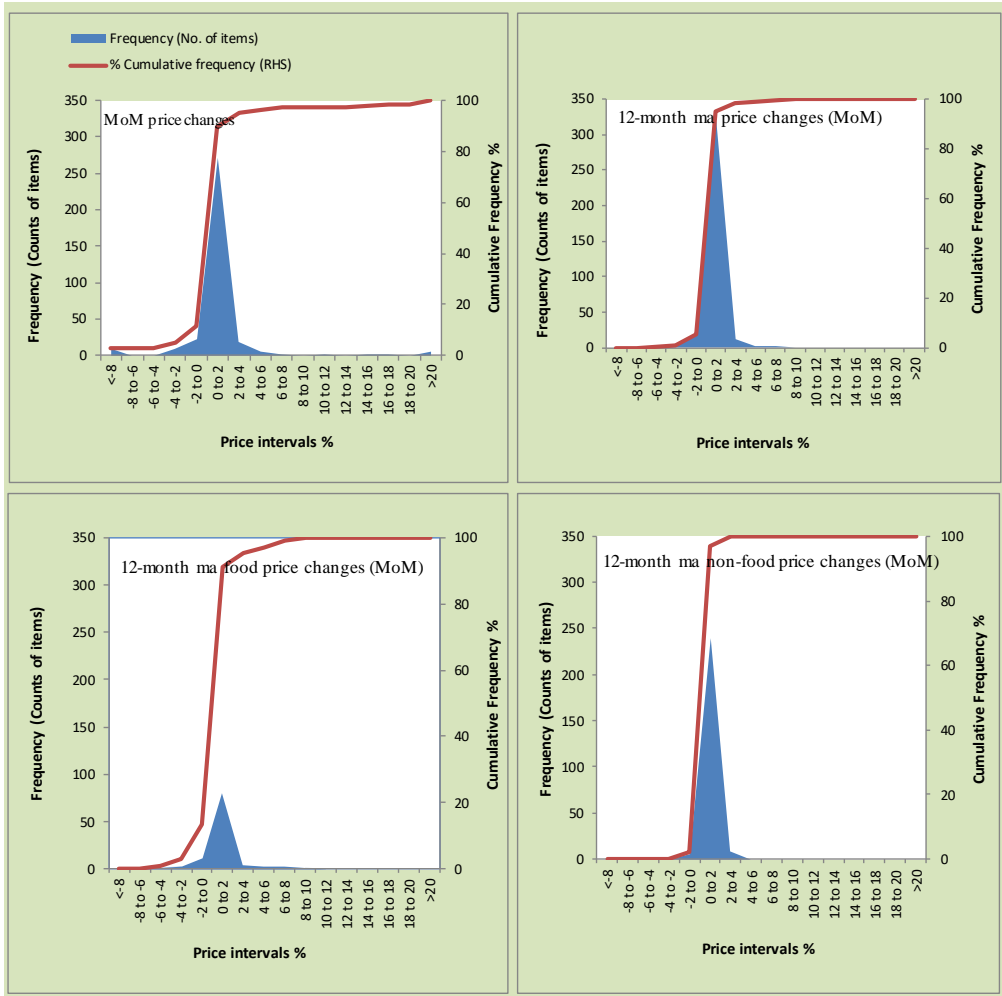 Frequency (No. of items)
% Cumulative frequency (RHS)
MoM price changes
Frequency (Counts of items)
350
300
250
200
150
100
50
0
100
80
60
40
20
0
Cumulative Frequency %
<-8
-8 to -6
-6 to -4
-4 to -2
-2 to 0
0 to 2
2 to 4
4 to 6
6 to 8
8 to 10
10 to 12
12 to 14
14 to 16
16 to 18
18 to 20
>20
Price intervals %
12-month ma price changes (MoM)
Frequency (Counts of items)
350
300
250
200
150
100
50
0
100
80
60
40
20
0
Cumulative Frequency %
<-8
-8 to -6
-6 to -4
-4 to -2
-2 to 0
0 to 2
2 to 4
4 to 6
6 to 8
8 to 10
10 to 12
12 to 14
14 to 16
16 to 18
18 to 20
>20
Price intervals %
12-month ma food price changes (MoM)
Frequency (Counts of items)
350
300
250
200
150
100
50
0
100
80
60
40
20
0
Cumulative Frequency %
<-8
-8 to -6
-6 to -4
-4 to -2
-2 to 0
0 to 2
2 to 4
4 to 6
6 to 8
8 to 10
10 to 12
12 to 14
14 to 16
16 to 18
18 to 20
>20
Price intervals %
12-month ma non-food price changes (MoM)
Frequency (Counts of items)
350
300
250
200
150
100
50
0
100
80
60
40
20
0
Cumulative Frequency %
<-8
-8 to -6
-6 to -4
-4 to -2
-2 to 0
0 to 2
2 to 4
4 to 6
6 to 8
8 to 10
10 to 12
12 to 14
14 to 16
16 to 18
18 to 20
>20
Price intervals %